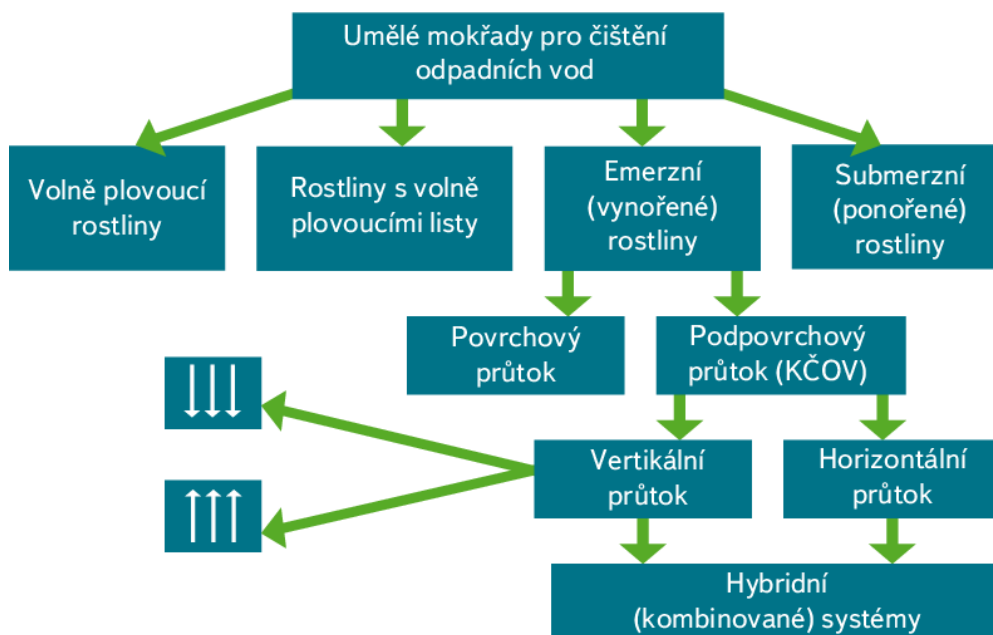 Umělé mokřady pro čištění
odpadních vod
Volně plovoucí
rostliny
Rostliny s volně
plovoucími listy
Emerzní
(vynořené)
rostliny
Submerzní
(ponořené)
rostliny
Povrchový
průtok
Podpovrchový
průtok (KČOV)
Vertikální
průtok
Horizontální
průtok
Hybridní
(kombinované) systémy